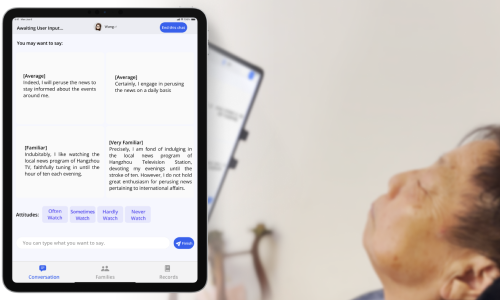 Awaiting User Input...
Wang
End this chat
You may want to say:
[Average]
Indeed, I will peruse the news to
stay informed about the events
around me.
[Average]
Certainly, I engage in perusing
the news on a daily basis
[Familiar]
Indubitably, I like watching the
local news program of Hangzhou
TV, faithfully tuning in until the
hour of ten each evening.
[Very Familiar]
Precisely, I am fond of indulging in
the local news program of
Hangzhou Television Station,
devoting my evenings until the
stroke of ten. However, I do not hold
great enthusiasm for perusing news
pertaining to international affairs.
Attitudes:
Often
Watch
Sometimes
Watch
Hardly
Watch
Never
Watch
You can type what you want to say.
Finish
Conversation
Families
Records